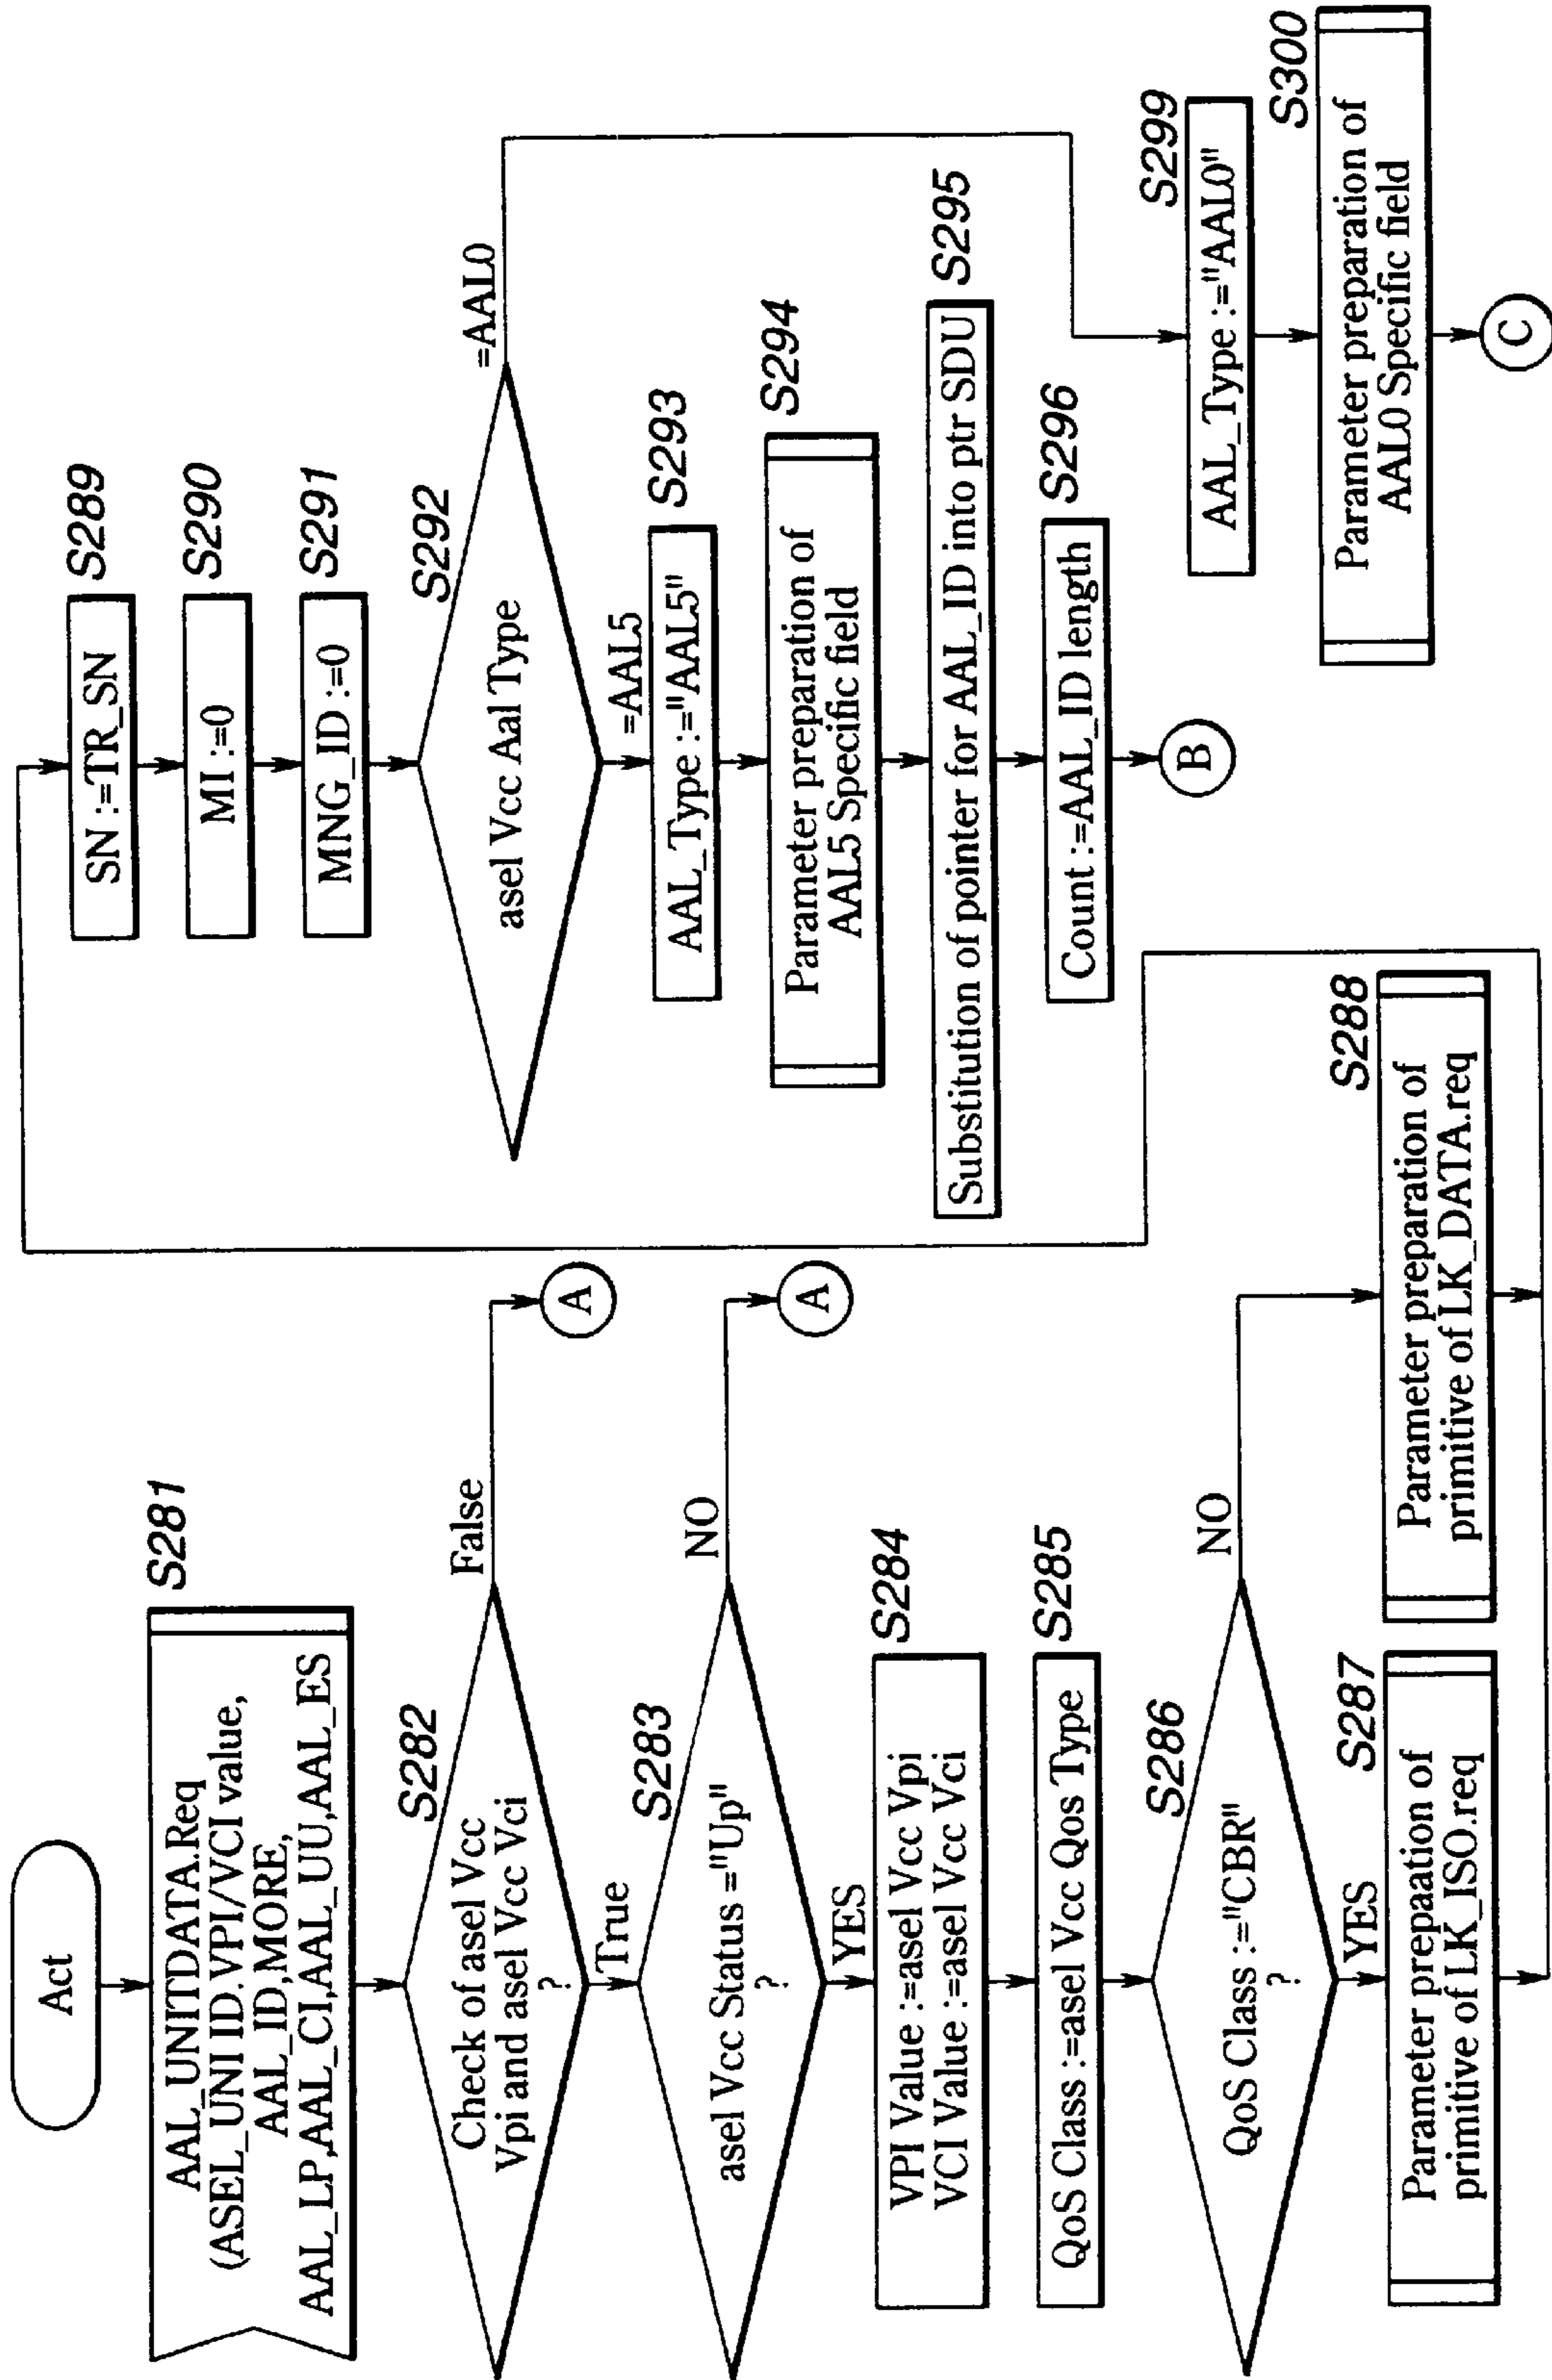 Act
S281
AAL_UNITDATA.Req
(ASEL_UNI ID.VPI/VCI value,
AAL_ID,MORE,
AAL_LP,AAL_CI,AAL_UU,AAL_ES
S282
Check of asel Vcc
Vpi and asel Vcc Vci
?
False
A
True
S283
asel Vcc Status ="Up"
?
NO
A
YES
S284
VPI Value :=asel Vcc Vpi
VCI Value :=asel Vcc Vci
S285
QoS Class :=asel Vcc Qos Type
S286
QoS Class :="CBR"
?
NO
YES
S287
Parameter prepaation of
primitive of LK_ISO.req
S288
Parameter preparation of
primitive of LK_DATA.req
S289
SN :=TR_SN
S290
MI :=0
S291
MNG_ID :=0
S292
asel Vcc Aal Type
=AAL0
=AAL5
S293
AAL_Type :="AAL5"
S294
Parameter preparation of
AAL5 Specific field
S295
Substitution of pointer for AAL_ID into ptr SDU
S296
Count :=AAL_ID length
B
S299
AAL_Type :="AAL0"
S300
Parameter preparation of
AAL0 Specific field
C